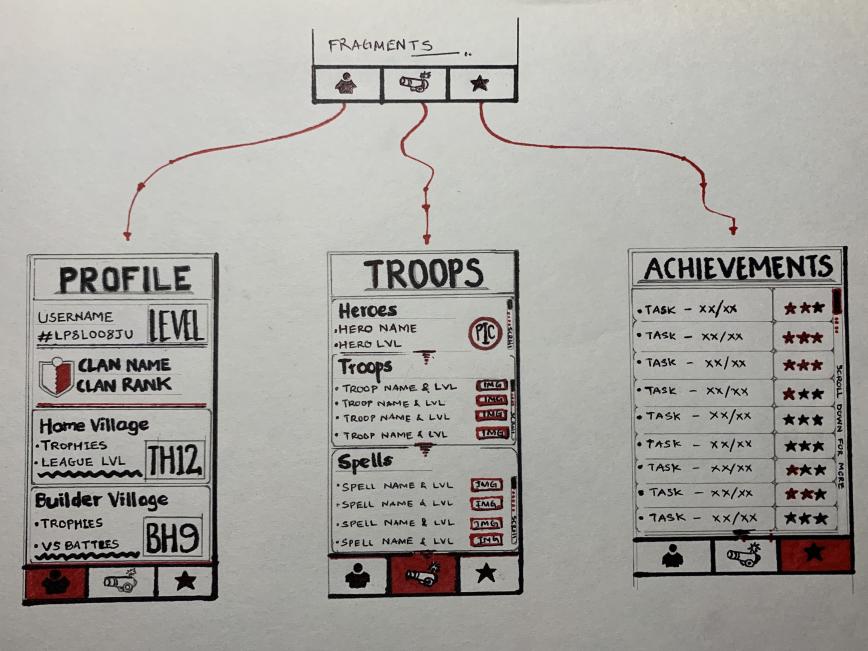 FRAGMENTS
PROFILE
USERNAME
#LP8L008JU
LEVEL
CLAN NAME
CLAN RANK
Home Village
• TROPHIES
• LEAGUE LVL
TH12
Builder Village
• TROPHIES
• VS BATTLES
BH9
TROOPS
Heroes
• HERO NAME
• HERO LVL
PIC
SCROLL
Troops
• TROOP NAME & LVL IMG
• TROOP NAME & LVL IMG
• TROOP NAME & LVL IMG
• TROOP NAME & LVL IMG
SCROLL
Spells
• SPELL NAME & LVL IMG
• SPELL NAME & LVL IMG
• SPELL NAME & LVL IMG
• SPELL NAME & LVL IMG
SCROLL
ACHIEVEMENTS
• TASK - XX/XX
• TASK - XX/XX
• TASK - XX/XX
• TASK - XX/XX
• TASK - XX/XX
• TASK - XX/XX
• TASK - XX/XX
• TASK - XX/XX
• TASK - XX/XX
SCROLL DOWN FOR MORE